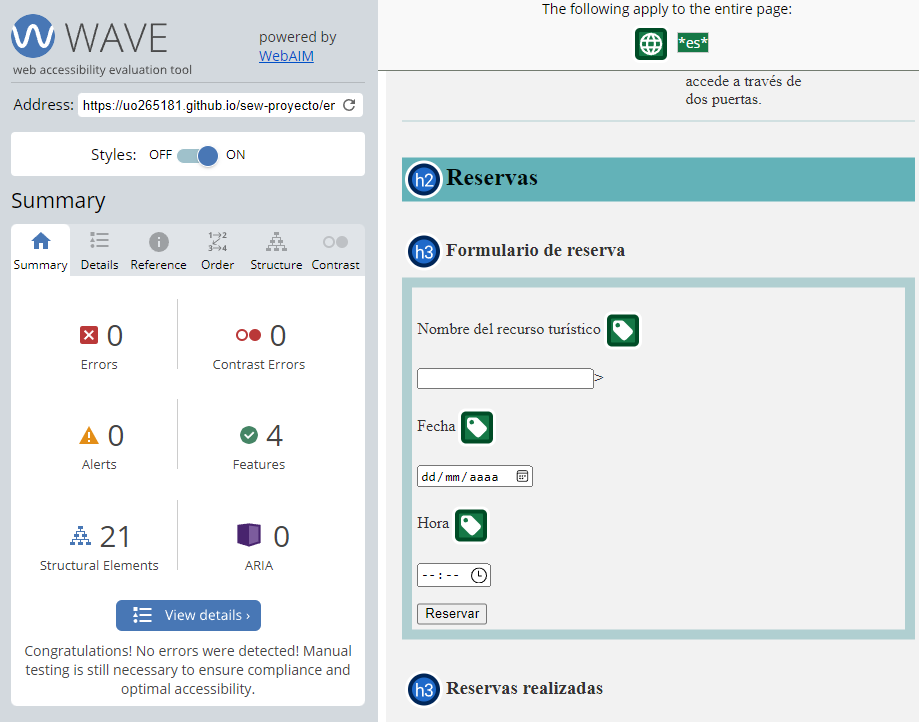 WAVE
powered by
WebAIM
web accessibility evaluation tool
Address: https://uo265181.github.io/sew-proyecto/er
Styles: OFF ON
Summary
Summary Details Reference Order Structure Contrast
0 Errors
0 Contrast Errors
0 Alerts
4 Features
21 Structural Elements
0 ARIA
View details ›
Congratulations! No errors were detected! Manual
testing is still necessary to ensure compliance and
optimal accessibility.
The following apply to the entire page:
*es*
accede a través de
dos puertas.
h2 Reservas
h3 Formulario de reserva
Nombre del recurso turístico
>
Fecha
dd/mm/aaaa
Hora
--:--
Reservar
h3 Reservas realizadas